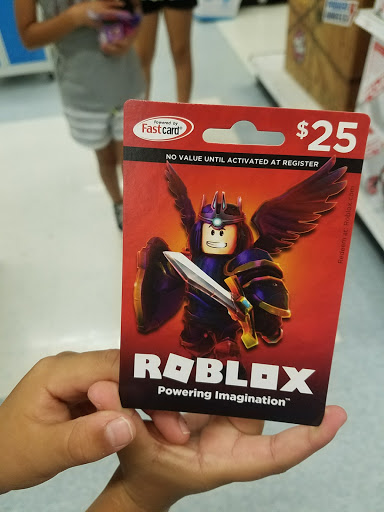 Powered by
Fastcard
$25
NO VALUE UNTIL ACTIVATED AT REGISTER
ROBLOX
Powering Imagination™